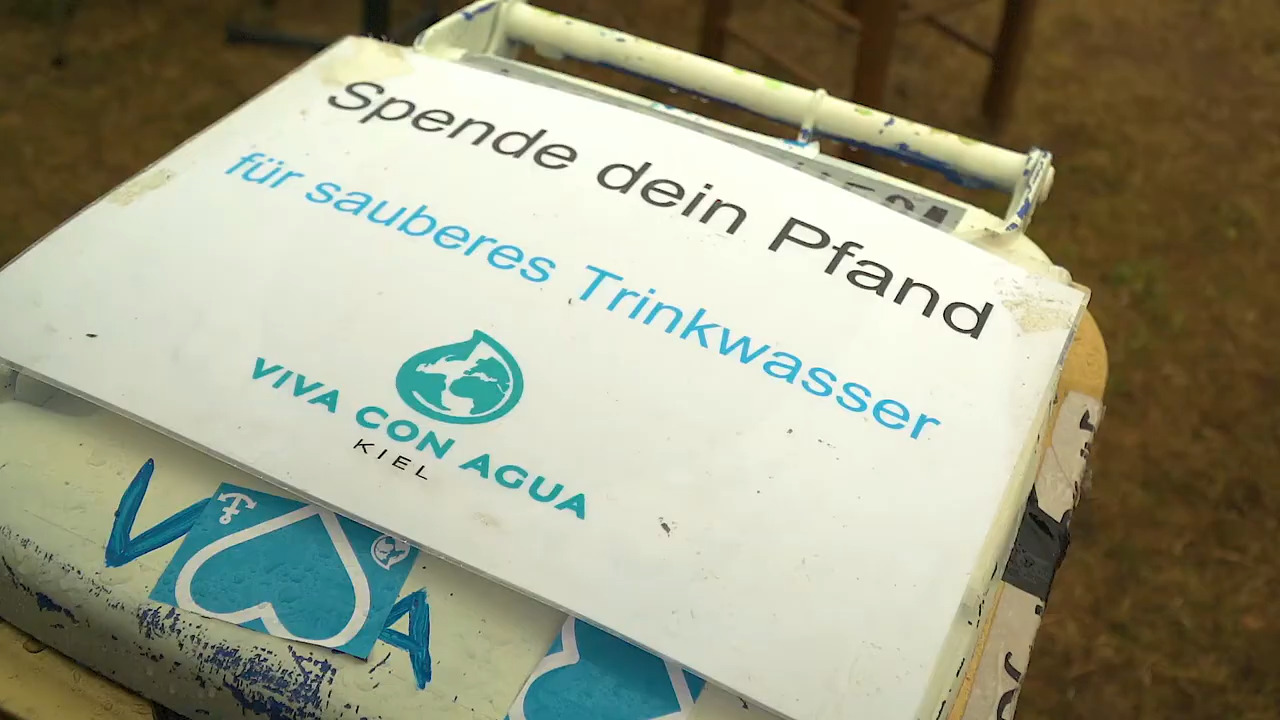 Spende dein Pfand
für sauberes Trinkwasser
VIVA CON AGUA
KIEL
V A